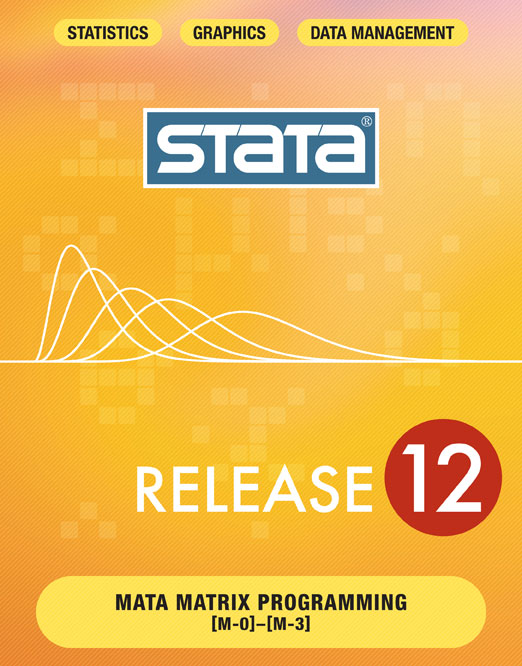 STATISTICS
GRAPHICS
DATA MANAGEMENT
STATA®
RELEASE 12
MATA MATRIX PROGRAMMING
[M-0]–[M-3]